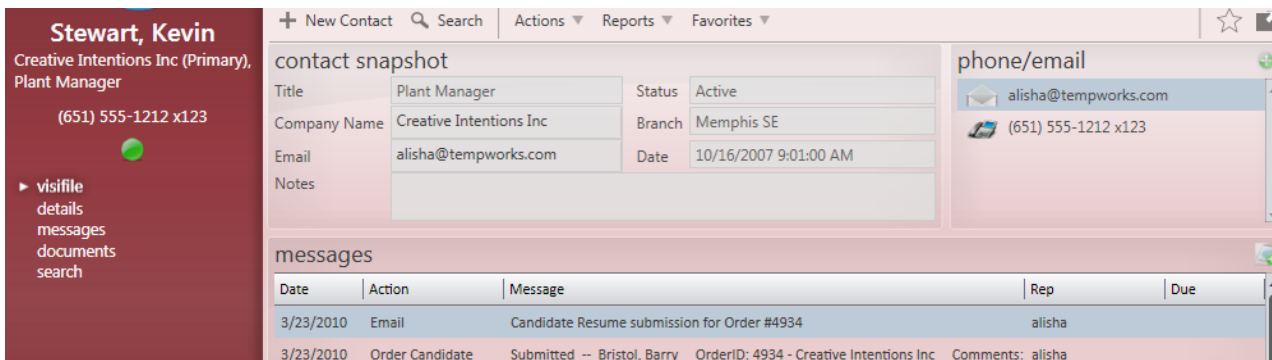 Stewart, Kevin
Creative Intentions Inc (Primary),
Plant Manager
(651) 555-1212 x123
visifile
details
messages
documents
search
New Contact Search Actions Reports Favorites
contact snapshot
Title Plant Manager Status Active
Company Name Creative Intentions Inc Branch Memphis SE
Email alisha@tempworks.com Date 10/16/2007 9:01:00 AM
Notes
phone/email
alisha@tempworks.com
(651) 555-1212 x123
messages
Date Action Message Rep Due
3/23/2010 Email Candidate Resume submission for Order #4934 alisha
3/23/2010 Order Candidate Submitted -- Bristol, Barry OrderID: 4934 - Creative Intentions Inc Comments: alisha